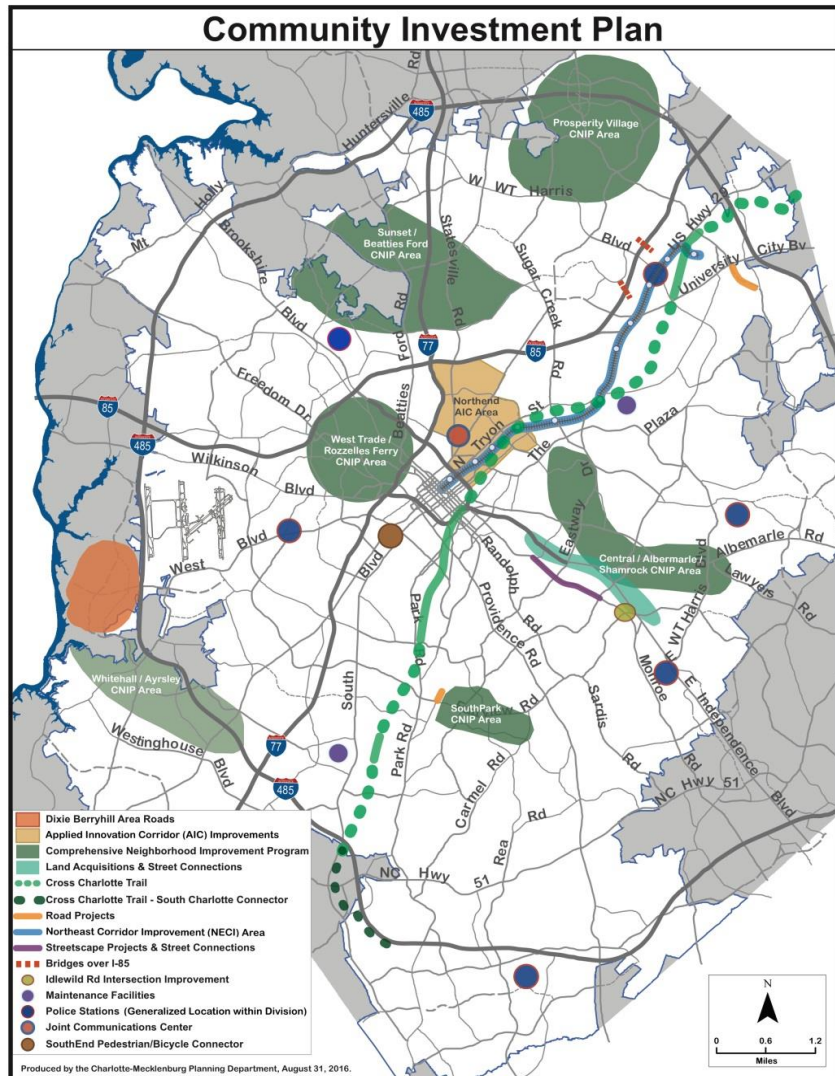 Community Investment Plan
Rd
485
Huntersville
Prosperity Village
CNIP Area
W WT Harris
Holly
Mt
Brookshire
Statesville
Sunset /
Beatties Ford
CNIP Area
Blvd
US Hwy 29
City Bv
University
Sugar Creek
Rd
Ford Rd
Rd
Blvd
77
85
Freedom Dr
Beatties
Northend
AIC Area
N Tryon St
The Plaza
85
485
West Trade /
Rozzelles Ferry
CNIP Area
Wilkinson
Blvd
Eastway Dr
West Blvd
Blvd
Randolph
Rd
Central / Albermarle /
Shamrock CNIP Area
Albemarle Rd
Lawyers
Rd
Providence Rd
E WT Harris Blvd
Park Rd
Monroe
Rd
E Independence
Blvd
Whitehall / Ayrsley
CNIP Area
South
Sardis
Rd
SouthPark
CNIP Area
Rd
Westinghouse
Blvd
77
Park Rd
485
Carmel Rd
NC Hwy 51
Rea
Rd
NC Hwy 51
Dixie Berryhill Area Roads
Applied Innovation Corridor (AIC) Improvements
Comprehensive Neighborhood Improvement Program
Land Acquisitions & Street Connections
Cross Charlotte Trail
Cross Charlotte Trail - South Charlotte Connector
Road Projects
Northeast Corridor Improvement (NECI) Area
Streetscape Projects & Street Connections
Bridges over I-85
Idlewild Rd Intersection Improvement
Maintenance Facilities
Police Stations (Generalized Location within Division)
Joint Communications Center
SouthEnd Pedestrian/Bicycle Connector
N
0 0.6 1.2
Miles
Produced by the Charlotte-Mecklenburg Planning Department, August 31, 2016.